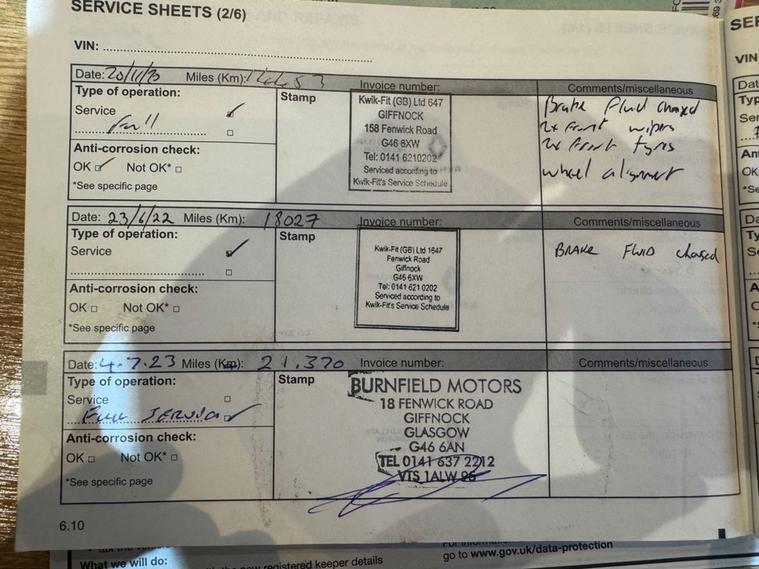 SERVICE SHEETS (2/6)
VIN:
Date: 20/11/20 Miles (Km): Invoice number: Comments/miscellaneous
Type of operation:
Service
Full
Anti-corrosion check:
OK Not OK*
*See specific page
Stamp
Kwik-Fit (GB) Ltd 647
GIFFNOCK
158 Fenwick Road
G46 6XW
Tel: 0141 6210202
Serviced according to
Kwik-Fit's Service Schedule
Brake Fluid changed
2x Front wipers
2x Front tyres
wheel alignment
Date: 23/6/22 Miles (Km): 18027 Invoice number: Comments/miscellaneous
Type of operation:
Service
Anti-corrosion check:
OK Not OK*
*See specific page
Stamp
Kwik-Fit (GB) Ltd 1647
Fenwick Road
Giffnock
G46 6XW
Tel: 0141 621 0202
Serviced according to
Kwik-Fit's Service Schedule
BRAKE FLUID changed
Date: 4.7.23 Miles (Km): 21,370 Invoice number: Comments/miscellaneous
Type of operation:
Service
FULL SERVICE
Anti-corrosion check:
OK Not OK*
*See specific page
Stamp
BURNFIELD MOTORS
18 FENWICK ROAD
GIFFNOCK
GLASGOW
G46 6AN
TEL 0141 637 2212
VTS 1ALW
6.10
What we will do:
new registered keeper details
go to www.gov.uk/data-protection
VIN